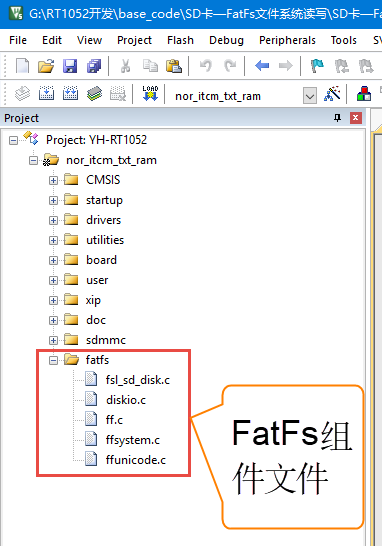 G:\RT1052开发\base_code\SD卡—FatFs文件系统读写\SD卡—Fa
File Edit View Project Flash Debug Peripherals Tools SV
LOAD
nor_itcm_txt_ram
Project
Project: YH-RT1052
nor_itcm_txt_ram
CMSIS
startup
drivers
utilities
board
user
xip
doc
sdmmc
fatfs
fsl_sd_disk.c
diskio.c
ff.c
ffsystem.c
ffunicode.c
FatFs组
件文件